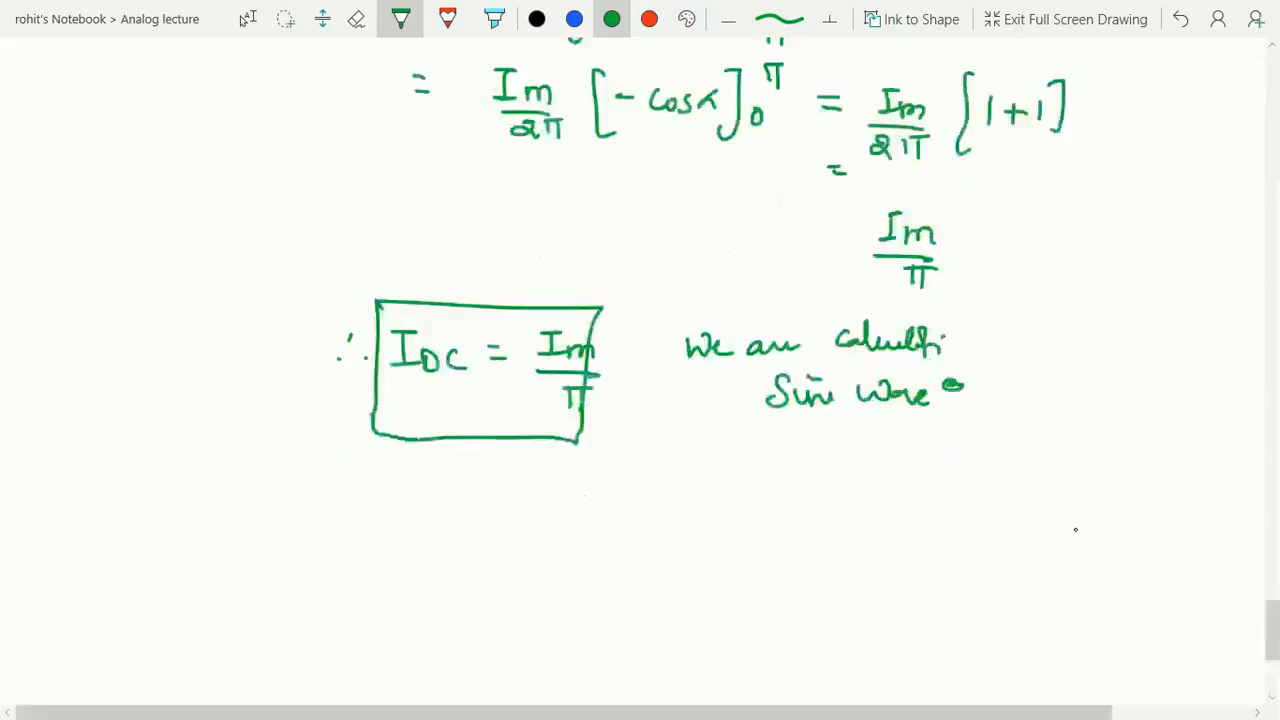 rohit's Notebook > Analog lecture
Ink to Shape
Exit Full Screen Drawing
= Im/2π [-cosα]₀^π = Im/2π [1+1]
=
Im/π
∴ IDC = Im/π
We are
Sine wave